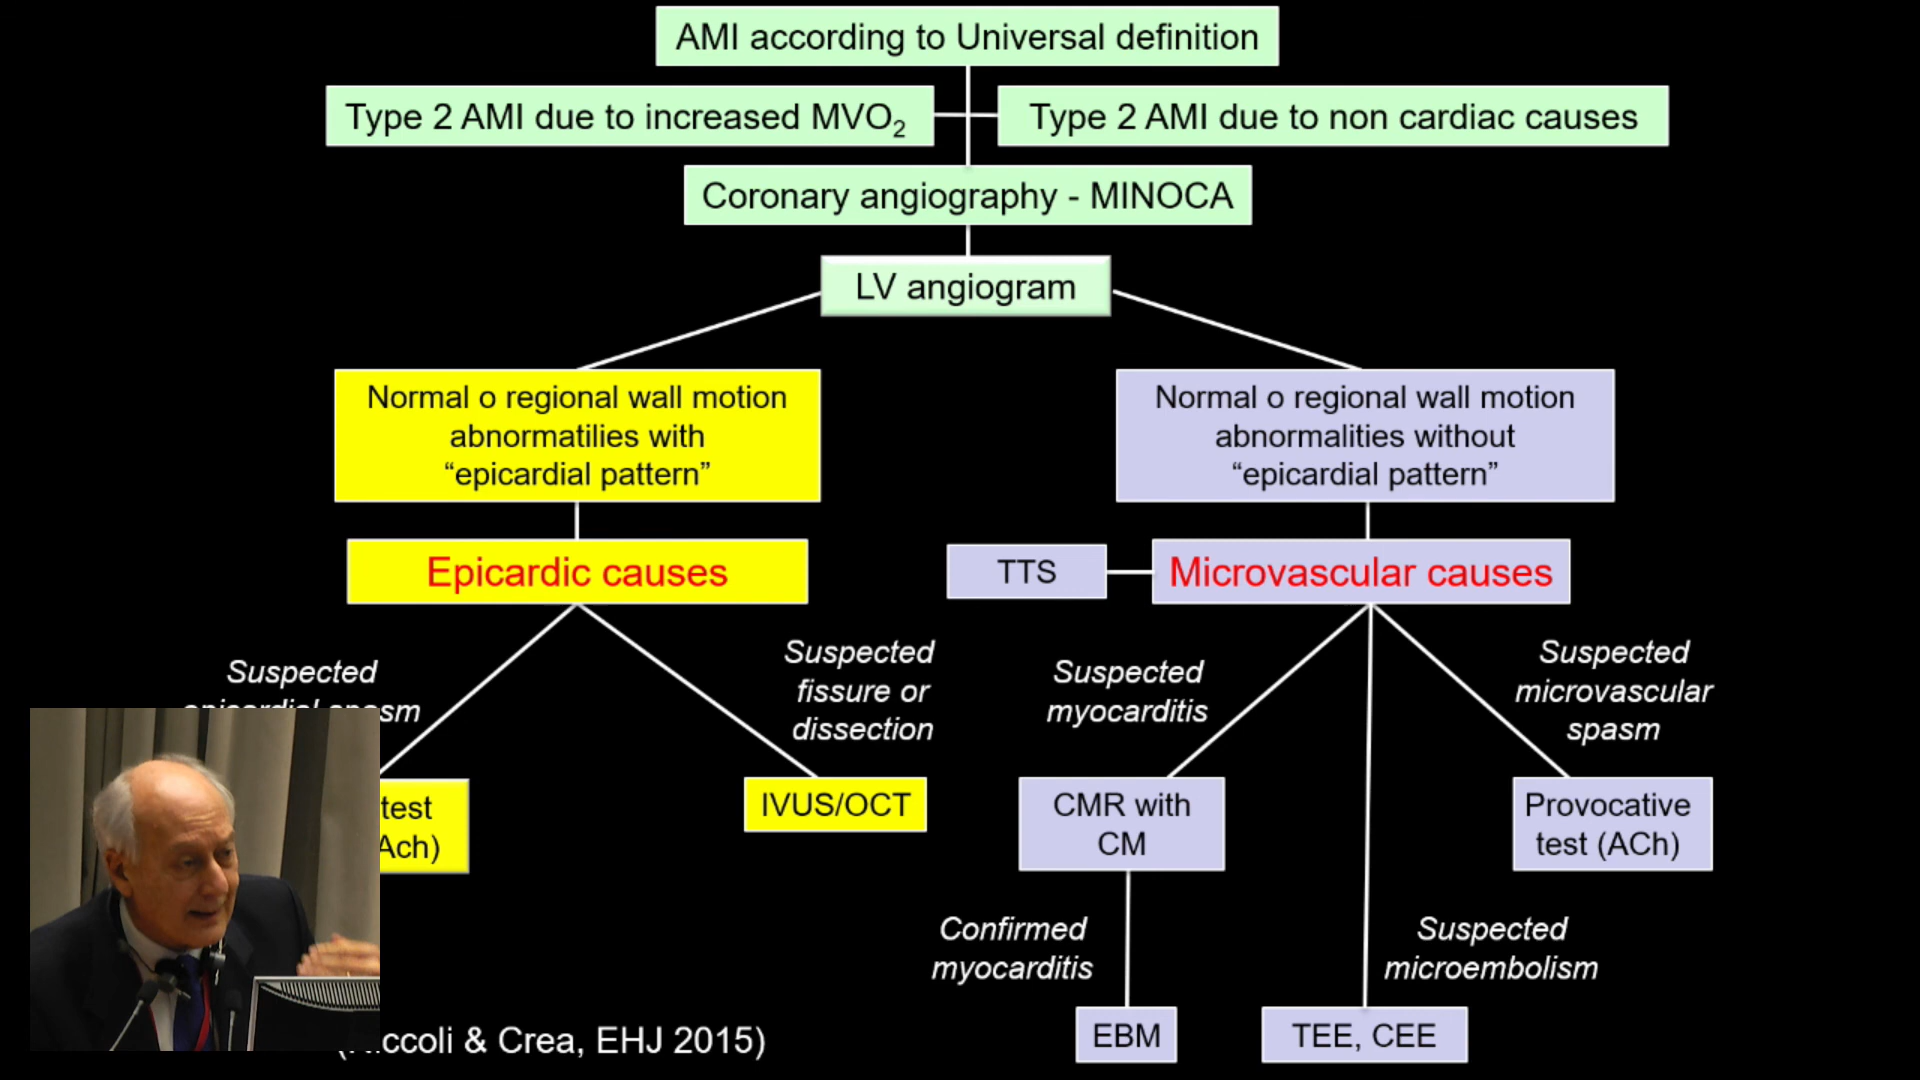 AMI according to Universal definition
Type 2 AMI due to increased MVO₂
Type 2 AMI due to non cardiac causes
Coronary angiography - MINOCA
LV angiogram
Normal o regional wall motion
abnormatilies with
“epicardial pattern”
Normal o regional wall motion
abnormalities without
“epicardial pattern”
Epicardic causes
TTS
Microvascular causes
Suspected
epicardial spasm
Suspected
fissure or
dissection
Suspected
myocarditis
Suspected
microvascular
spasm
test
Ach)
IVUS/OCT
CMR with
CM
Provocative
test (ACh)
Confirmed
myocarditis
Suspected
microembolism
EBM
TEE, CEE
& Crea, EHJ 2015)